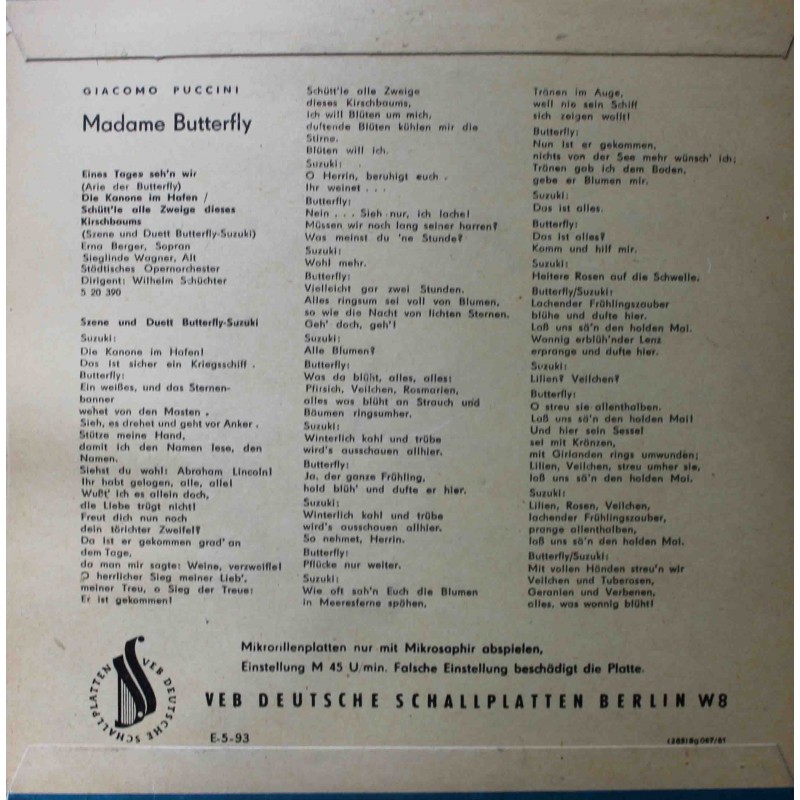 GIACOMO PUCCINI
Madame Butterfly
Eines Tages seh'n wir
(Arie der Butterfly)
Die Kanone im Hafen /
Schütt'le alle Zweige dieses
Kirschbaums
(Szene und Duett Butterfly-Suzuki)
Erna Berger, Sopran
Sieglinde Wagner, Alt
Städtisches Opernorchester
Dirigent: Wilhelm Schüchter
5 20 390
Szene und Duett Butterfly-Suzuki
Suzuki:
Die Kanone im Hafen!
Das ist sicher ein Kriegsschiff.
Butterfly:
Ein weißes, und das Sternen-
banner
wehet von den Masten.
Sieh, es drehet und geht vor Anker.
Stütze meine Hand,
damit ich den Namen lese, den
Namen.
Siehst du wohl: Abraham Lincoln!
Ihr habt gelogen, alle, alle!
Wußt' ich es allein doch,
die Liebe trügt nicht!
Freut dich nun noch
dein törichter Zweifel?
Da ist er gekommen grad' an
dem Tage,
da man mir sagte: Weine, verzweifle!
O herrlicher Sieg meiner Lieb',
meiner Treu, o Sieg der Treue:
Er ist gekommen!
Schütt'le alle Zweige
dieses Kirschbaums,
ich will Blüten um mich,
duftende Blüten kühlen mir die
Stirne.
Blüten will ich.
Suzuki:
O Herrin, beruhigt euch.
Ihr weinet . . .
Butterfly:
Nein . . . Sieh nur, ich lache!
Müssen wir noch lang seiner harren?
Was meinst du 'ne Stunde?
Suzuki:
Wohl mehr.
Butterfly:
Vielleicht gar zwei Stunden.
Alles ringsum sei voll von Blumen,
so wie die Nacht von lichten Sternen.
Geh' doch, geh'!
Suzuki:
Alle Blumen?
Butterfly:
Was da blüht, alles, alles:
Pfirsich, Veilchen, Rosmarien,
alles was blüht an Strauch und
Bäumen ringsumher.
Suzuki:
Winterlich kahl und trübe
wird's ausschauen allhier.
Butterfly:
Ja, der ganze Frühling,
hold blüh' und dufte er hier.
Suzuki:
Winterlich kahl und trübe
wird's ausschauen allhier.
So nehmet, Herrin.
Butterfly:
Pflücke nur weiter.
Suzuki:
Wie oft sah'n Euch die Blumen
in Meeresferne spähen,
Tränen im Auge,
weil nie sein Schiff
sich zeigen wollt!
Butterfly:
Nun ist er gekommen,
nichts von der See mehr wünsch' ich;
Tränen gab ich dem Boden,
gebe er Blumen mir.
Suzuki:
Das ist alles.
Butterfly:
Das ist alles?
Komm und hilf mir.
Suzuki:
Heitere Rosen auf die Schwelle.
Butterfly/Suzuki:
Lachender Frühlingszauber
blühe und dufte hier.
Laß uns sä'n den holden Mai.
Wonnig erblüh'nder Lenz
erprange und dufte hier.
Suzuki:
Lilien? Veilchen?
Butterfly:
O streu sie allenthalben.
Laß uns sä'n den holden Mai!
Und hier sein Sessel
sei mit Kränzen,
mit Girlanden rings umwunden;
Lilien, Veilchen, streu umher sie,
laß uns sä'n den holden Mai.
Suzuki:
Lilien, Rosen, Veilchen,
lachender Frühlingszauber,
prange allenthalben,
laß uns sä'n den holden Mai.
Butterfly/Suzuki:
Mit vollen Händen streu'n wir
Veilchen und Tuberosen,
Geranien und Verbenen,
alles, was wonnig blüht!
Mikrorillenplatten nur mit Mikrosaphir abspielen,
Einstellung M 45 U/min. Falsche Einstellung beschädigt die Platte.
VEB DEUTSCHE SCHALLPLATTEN
VEB DEUTSCHE SCHALLPLATTEN BERLIN W8
E-5-93